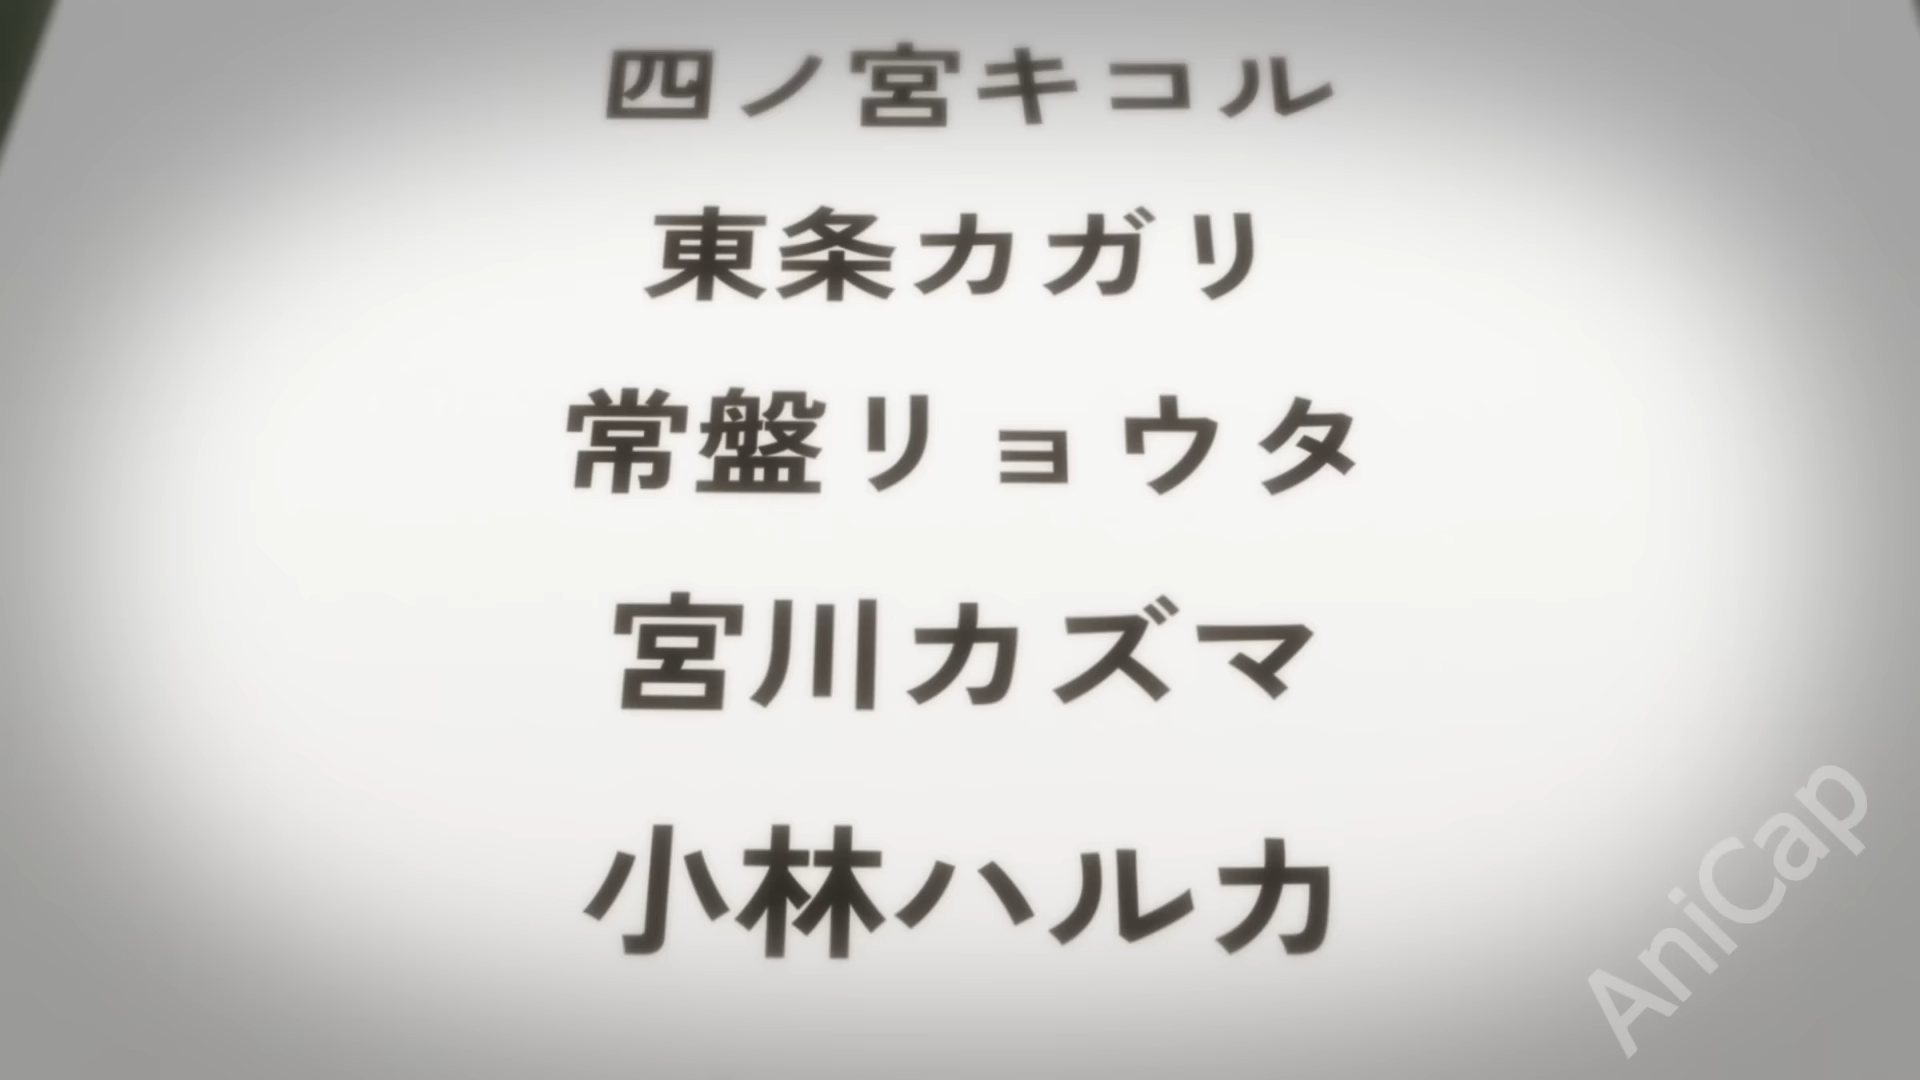 四ノ宮キコル
東条カガリ
常盤リョウタ
宮川カズマ
小林ハルカ
AniCap